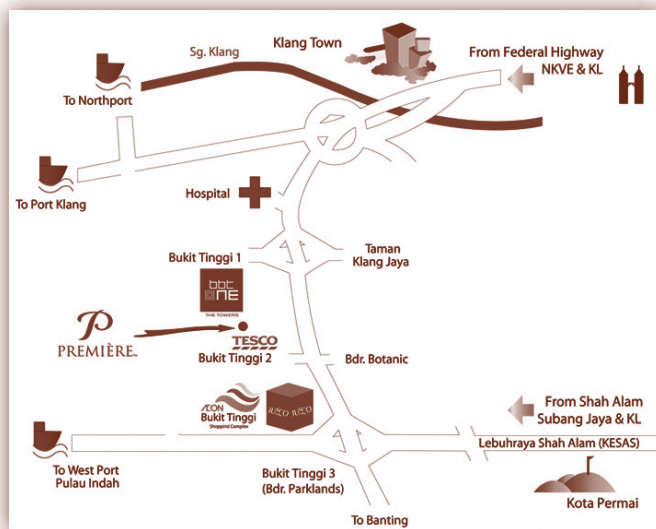 Sg. Klang
Klang Town
From Federal Highway
NKVE & KL
To Northport
To Port Klang
Hospital
Bukit Tinggi 1
Taman
Klang Jaya
bbt
ONE
THE TOWERS
P
PREMIÈRE
TESCO
Bukit Tinggi 2
Bdr. Botanic
ÆON
Bukit Tinggi
Shoppind Complex
From Shah Alam
Subang Jaya & KL
Lebuhraya Shah Alam (KESAS)
To West Port
Pulau Indah
Bukit Tinggi 3
(Bdr. Parklands)
Kota Permai
To Banting